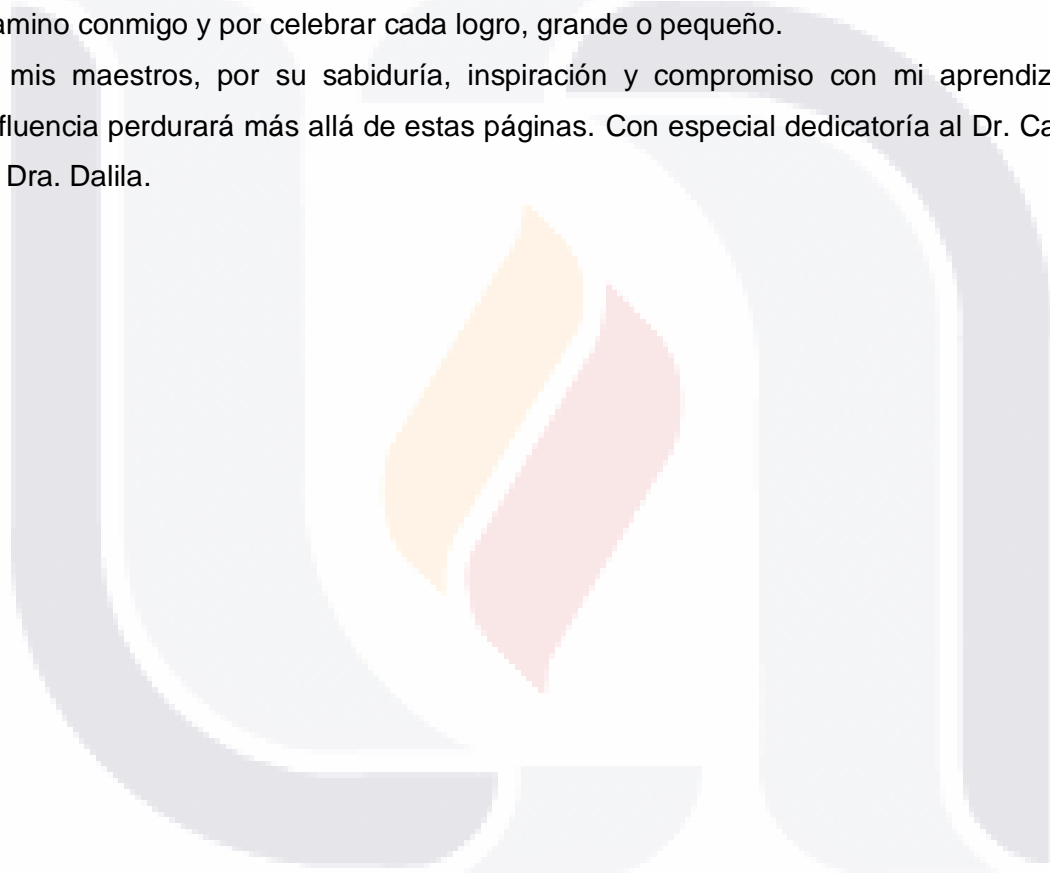 amino conmigo y por celebrar cada logro, grande o pequeño.
mis maestros, por su sabiduría, inspiración y compromiso con mi aprendiz
fluencia perdurará más allá de estas páginas. Con especial dedicatoría al Dr. Ca
Dra. Dalila.